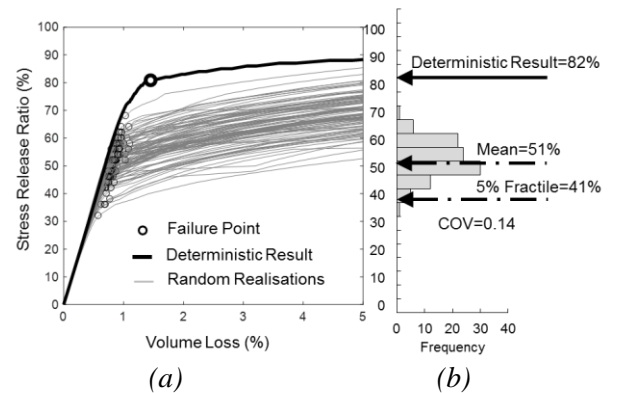 100
90
80
70
60
50
40
30
20
10
0
Stress Release Ratio (%)
0 1 2 3 4 5
Volume Loss (%)
Failure Point
Deterministic Result
Random Realisations
(a)
100
90
80
70
60
50
40
30
20
10
0
Deterministic Result=82%
Mean=51%
5% Fractile=41%
COV=0.14
0 10 20 30 40
Frequency
(b)